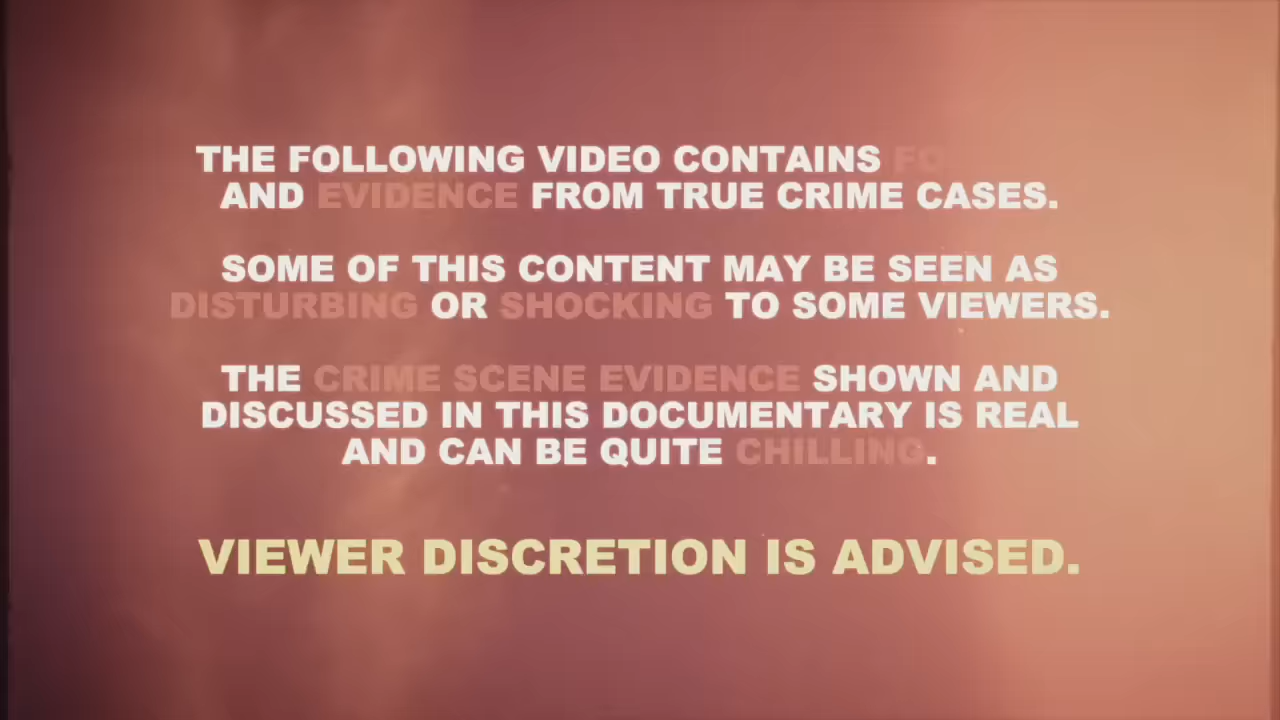 THE FOLLOWING VIDEO CONTAINS
AND EVIDENCE FROM TRUE CRIME CASES.
SOME OF THIS CONTENT MAY BE SEEN AS
DISTURBING OR SHOCKING TO SOME VIEWERS.
THE CRIME SCENE EVIDENCE SHOWN AND
DISCUSSED IN THIS DOCUMENTARY IS REAL
AND CAN BE QUITE CHILLING.
VIEWER DISCRETION IS ADVISED.